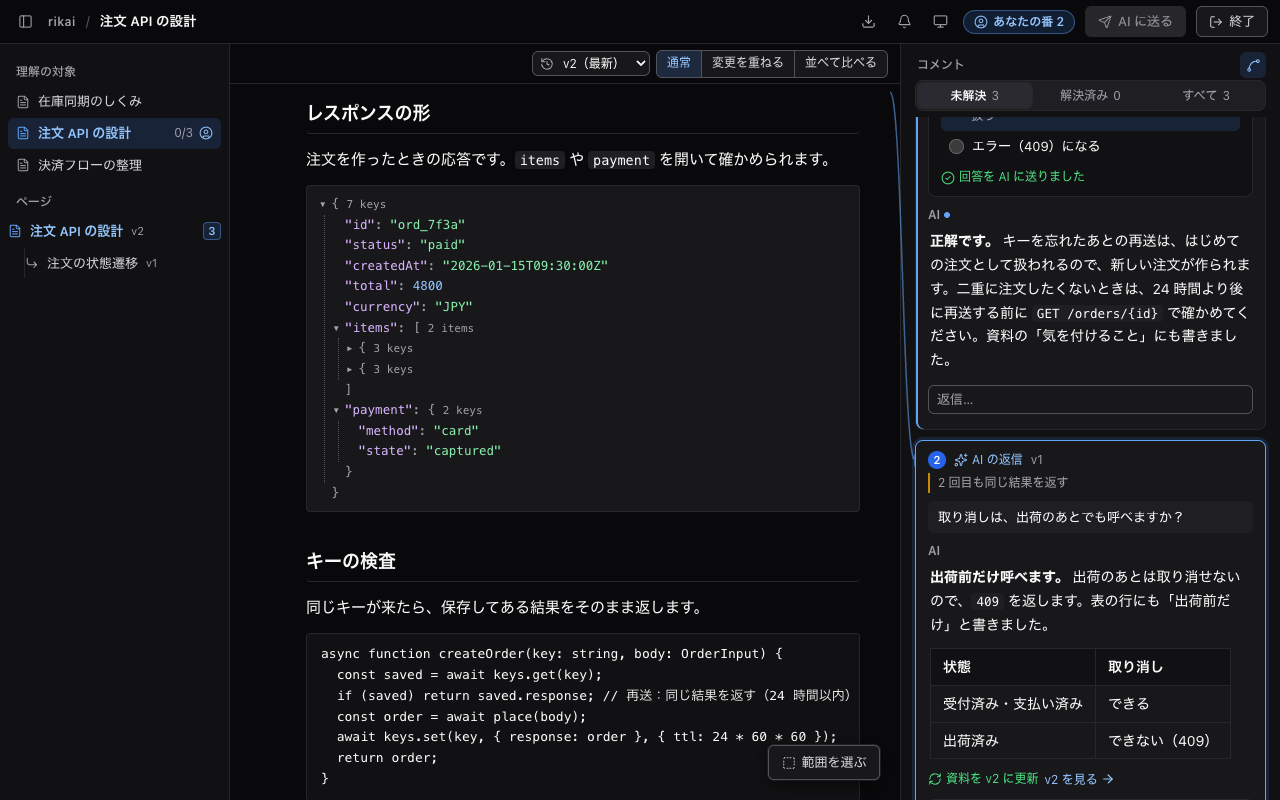 rikai / 注文 API の設計
あなたの番 2
AI に送る
終了
理解の対象
在庫同期のしくみ
注文 API の設計 0/3
決済フローの整理
ページ
注文 API の設計 v2 3
注文の状態遷移 v1
v2（最新）
通常
変更を重ねる
並べて比べる
レスポンスの形
注文を作ったときの応答です。items や payment を開いて確かめられます。
▾ { 7 keys
"id": "ord_7f3a"
"status": "paid"
"createdAt": "2026-01-15T09:30:00Z"
"total": 4800
"currency": "JPY"
▾ "items": [ 2 items
▸ { 3 keys
▸ { 3 keys
]
▾ "payment": { 2 keys
"method": "card"
"state": "captured"
}
}
キーの検査
同じキーが来たら、保存してある結果をそのまま返します。
async function createOrder(key: string, body: OrderInput) {
const saved = await keys.get(key);
if (saved) return saved.response; // 再送：同じ結果を返す（24 時間以内）
const order = await place(body);
await keys.set(key, { response: order }, { ttl: 24 * 60 * 60 });
return order;
}
範囲を選ぶ
コメント
未解決 3
解決済み 0
すべて 3
エラー（409）になる
回答を AI に送りました
AI
正解です。 キーを忘れたあとの再送は、はじめて
の注文として扱われるので、新しい注文が作られま
す。二重に注文したくないときは、24 時間より後
に再送する前に GET /orders/{id} で確かめてく
ださい。資料の「気を付けること」にも書きまし
た。
返信...
2 AI の返信 v1
2 回目も同じ結果を返す
取り消しは、出荷のあとでも呼べますか？
AI
出荷前だけ呼べます。 出荷のあとは取り消せない
ので、 409 を返します。表の行にも「出荷前だ
け」と書きました。
状態 取り消し
受付済み・支払い済み できる
出荷済み できない（409）
資料を v2 に更新 v2 を見る →